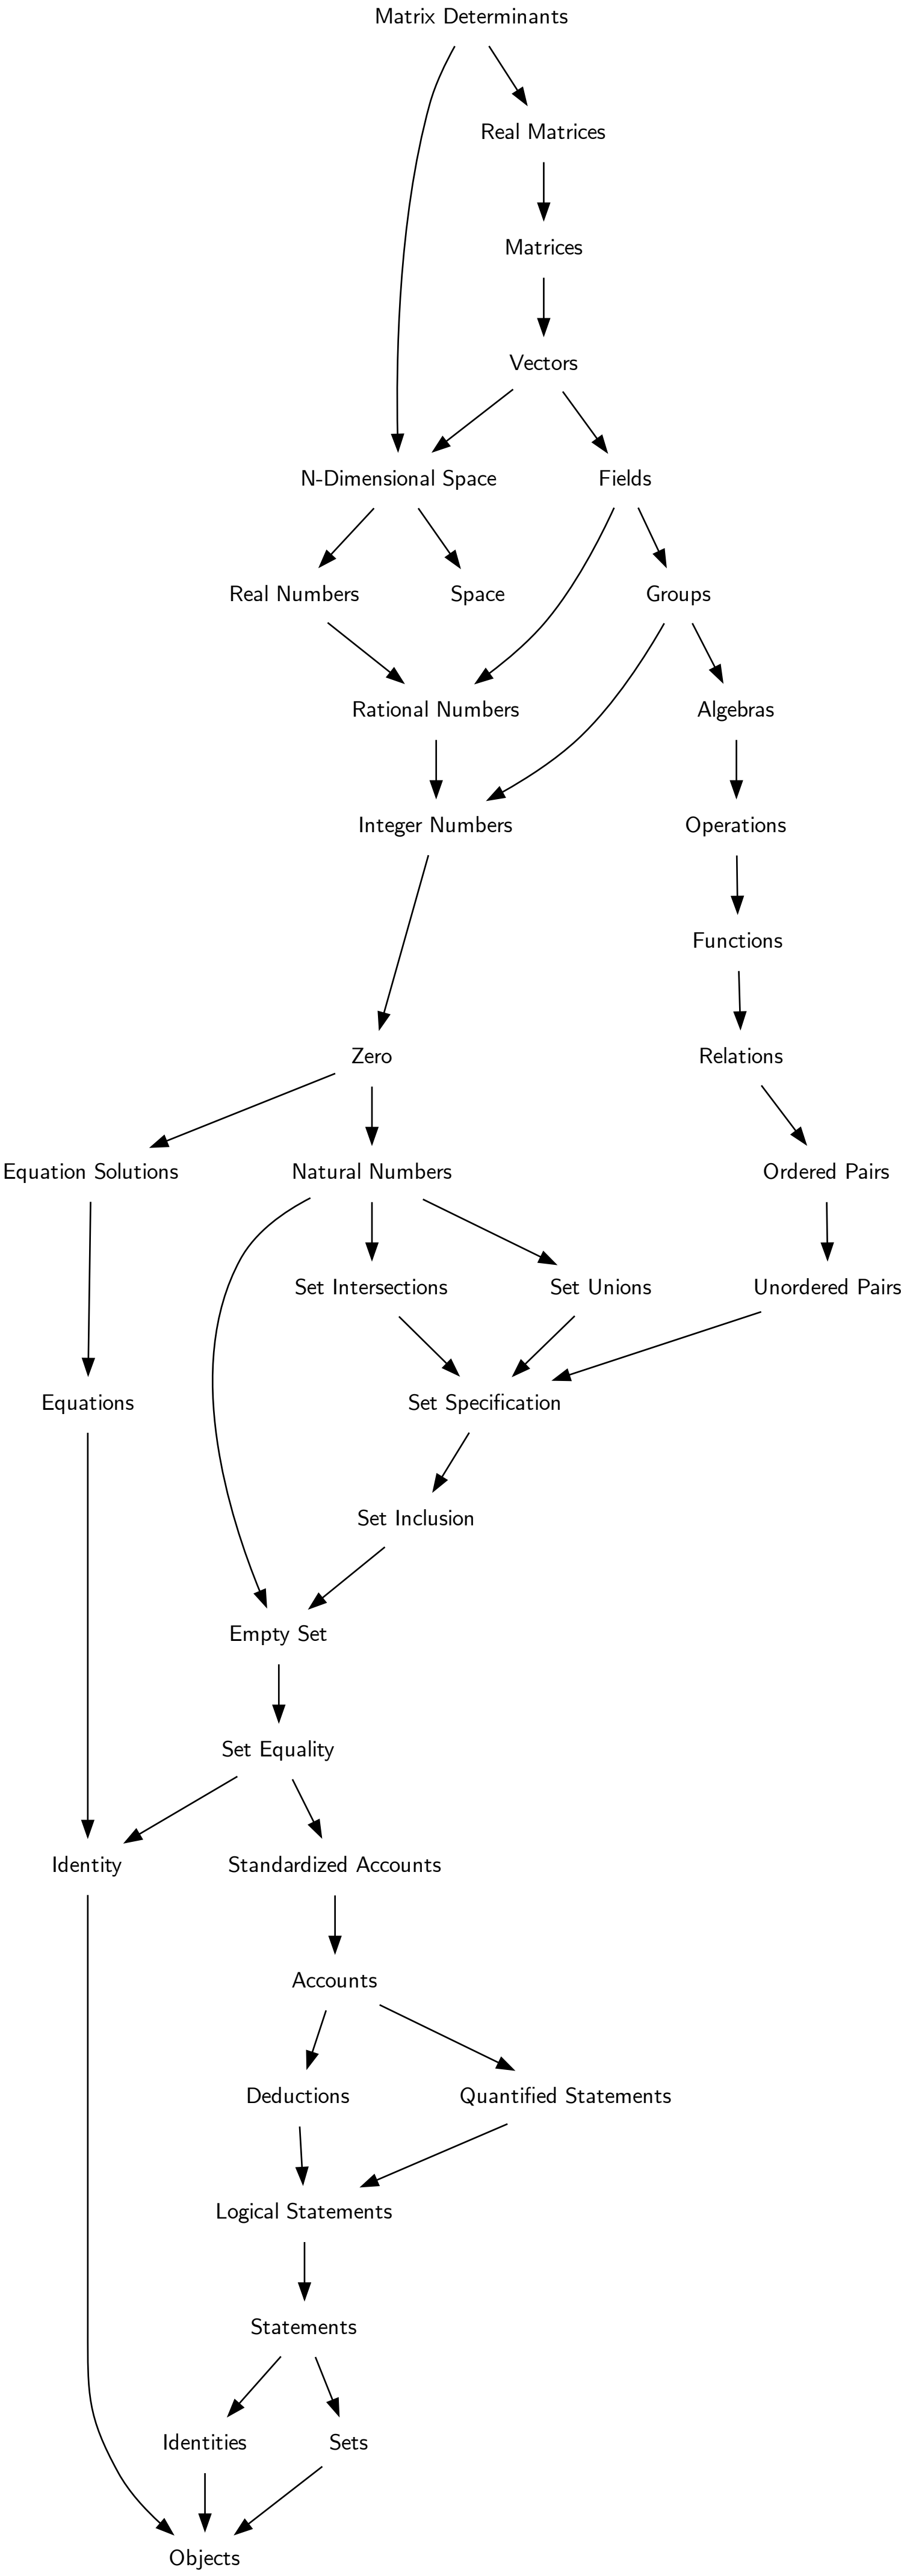 Matrix Determinants
Real Matrices
Matrices
Vectors
N-Dimensional Space
Fields
Real Numbers
Space
Groups
Rational Numbers
Algebras
Integer Numbers
Operations
Functions
Zero
Relations
Equation Solutions
Natural Numbers
Ordered Pairs
Set Intersections
Set Unions
Unordered Pairs
Equations
Set Specification
Set Inclusion
Empty Set
Set Equality
Identity
Standardized Accounts
Accounts
Deductions
Quantified Statements
Logical Statements
Statements
Identities
Sets
Objects